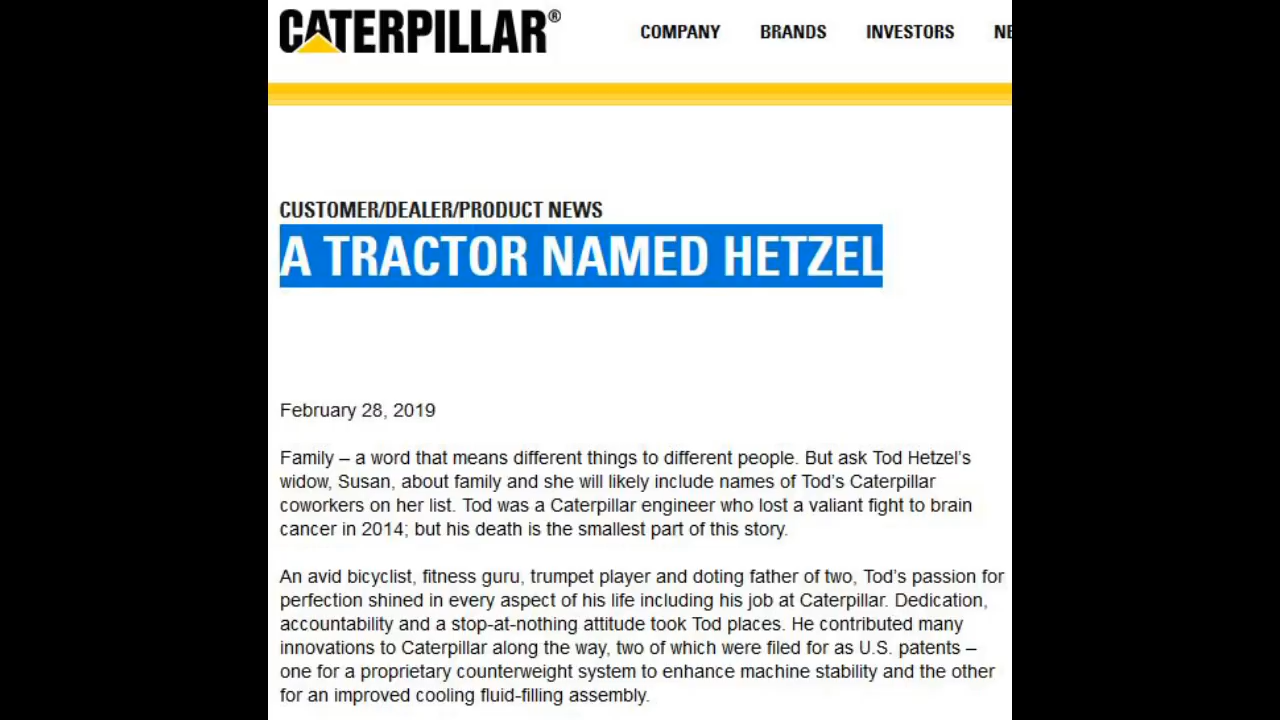 CATERPILLAR®
COMPANY BRANDS INVESTORS NE
CUSTOMER/DEALER/PRODUCT NEWS
A TRACTOR NAMED HETZEL
February 28, 2019
Family – a word that means different things to different people. But ask Tod Hetzel’s
widow, Susan, about family and she will likely include names of Tod’s Caterpillar
coworkers on her list. Tod was a Caterpillar engineer who lost a valiant fight to brain
cancer in 2014; but his death is the smallest part of this story.
An avid bicyclist, fitness guru, trumpet player and doting father of two, Tod’s passion for
perfection shined in every aspect of his life including his job at Caterpillar. Dedication,
accountability and a stop-at-nothing attitude took Tod places. He contributed many
innovations to Caterpillar along the way, two of which were filed for as U.S. patents –
one for a proprietary counterweight system to enhance machine stability and the other
for an improved cooling fluid-filling assembly.